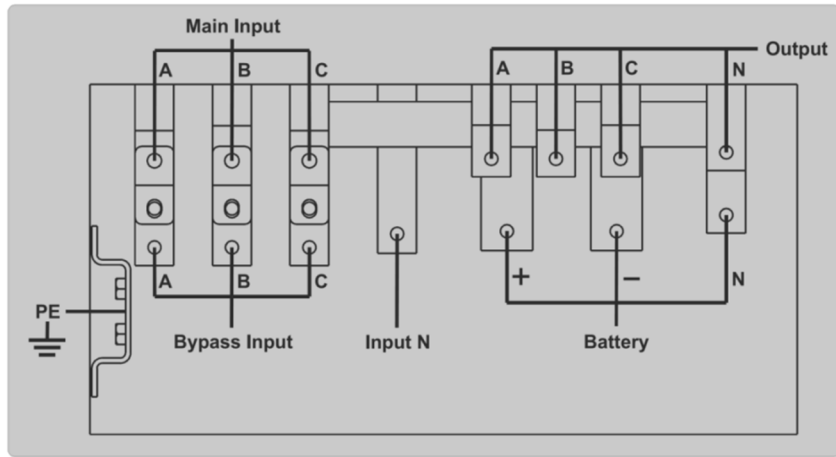 Main Input
Output
A B C A B C N
+ −
A B C N
PE
Bypass Input Input N Battery